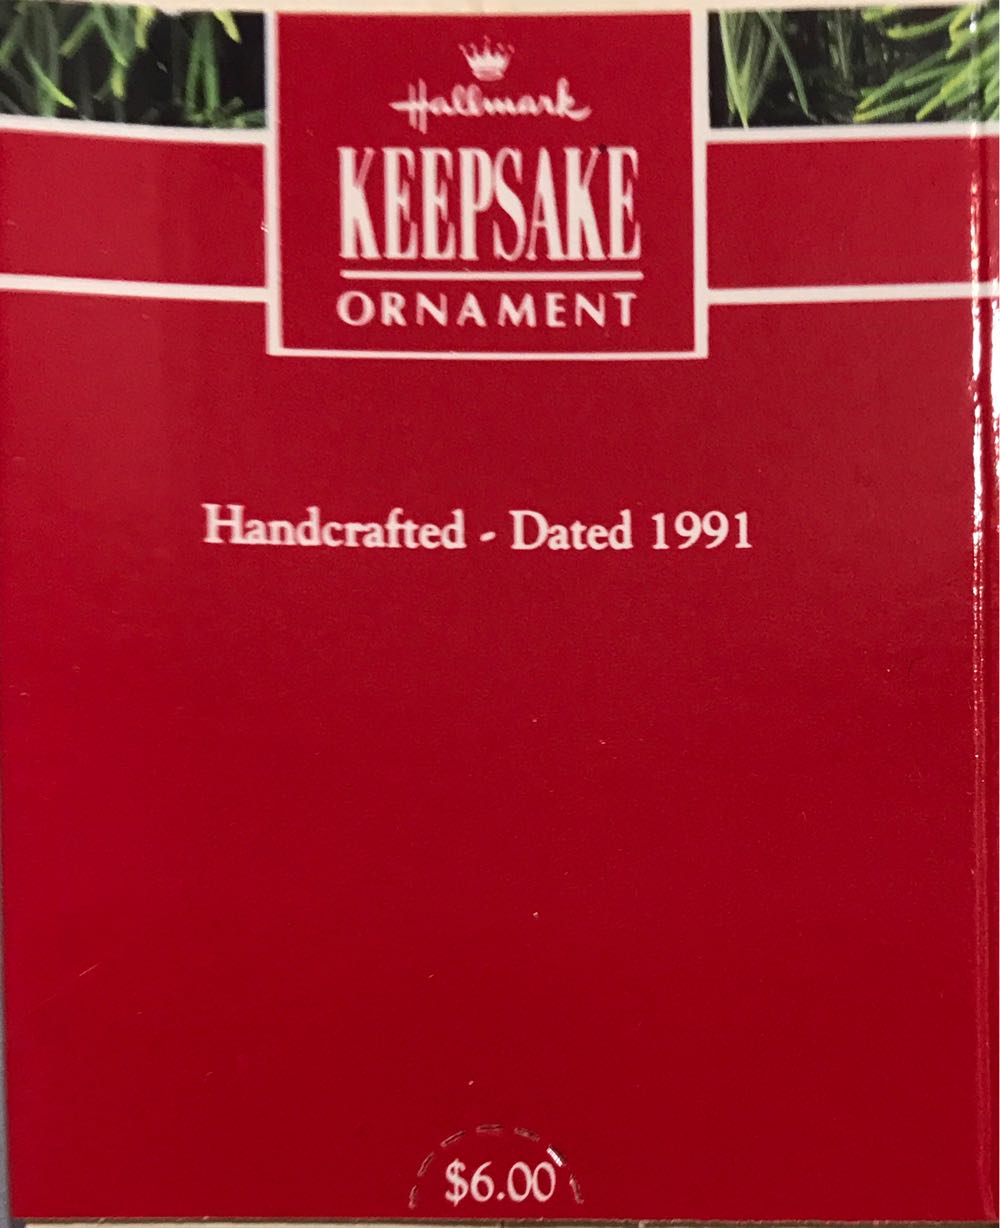 Hallmark
KEEPSAKE
ORNAMENT
Handcrafted - Dated 1991
$6.00